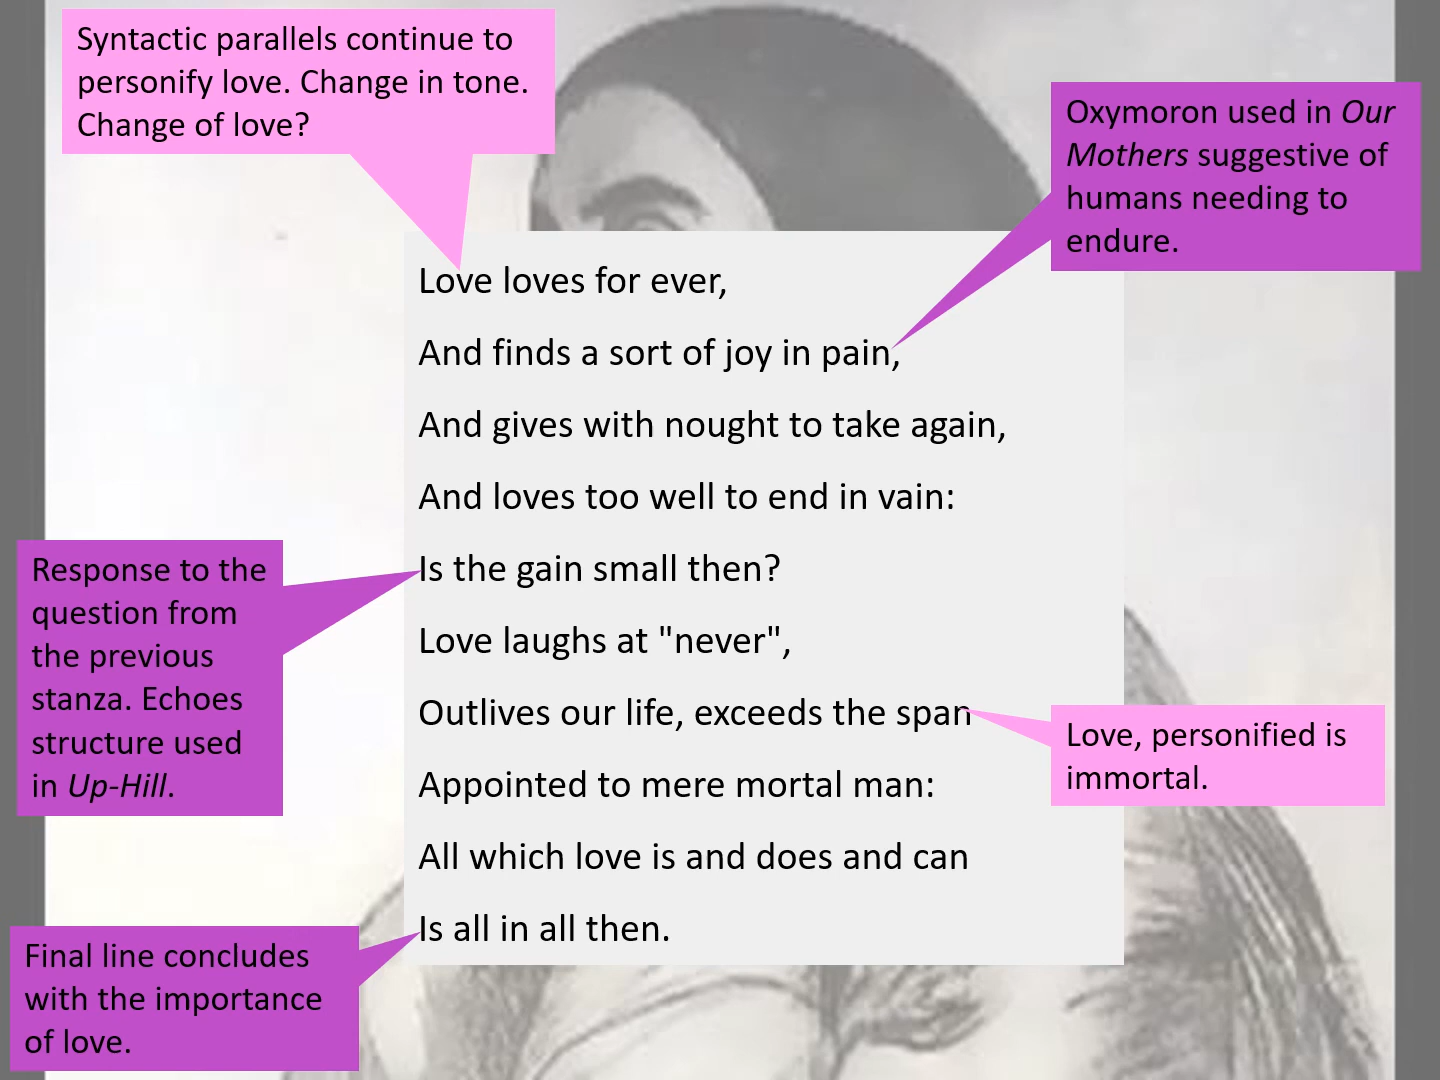 Syntactic parallels continue to
personify love. Change in tone.
Change of love?
Oxymoron used in Our
Mothers suggestive of
humans needing to
endure.
Love loves for ever,
And finds a sort of joy in pain,
And gives with nought to take again,
And loves too well to end in vain:
Is the gain small then?
Love laughs at "never",
Outlives our life, exceeds the span
Appointed to mere mortal man:
All which love is and does and can
Is all in all then.
Response to the
question from
the previous
stanza. Echoes
structure used
in Up-Hill.
Love, personified is
immortal.
Final line concludes
with the importance
of love.